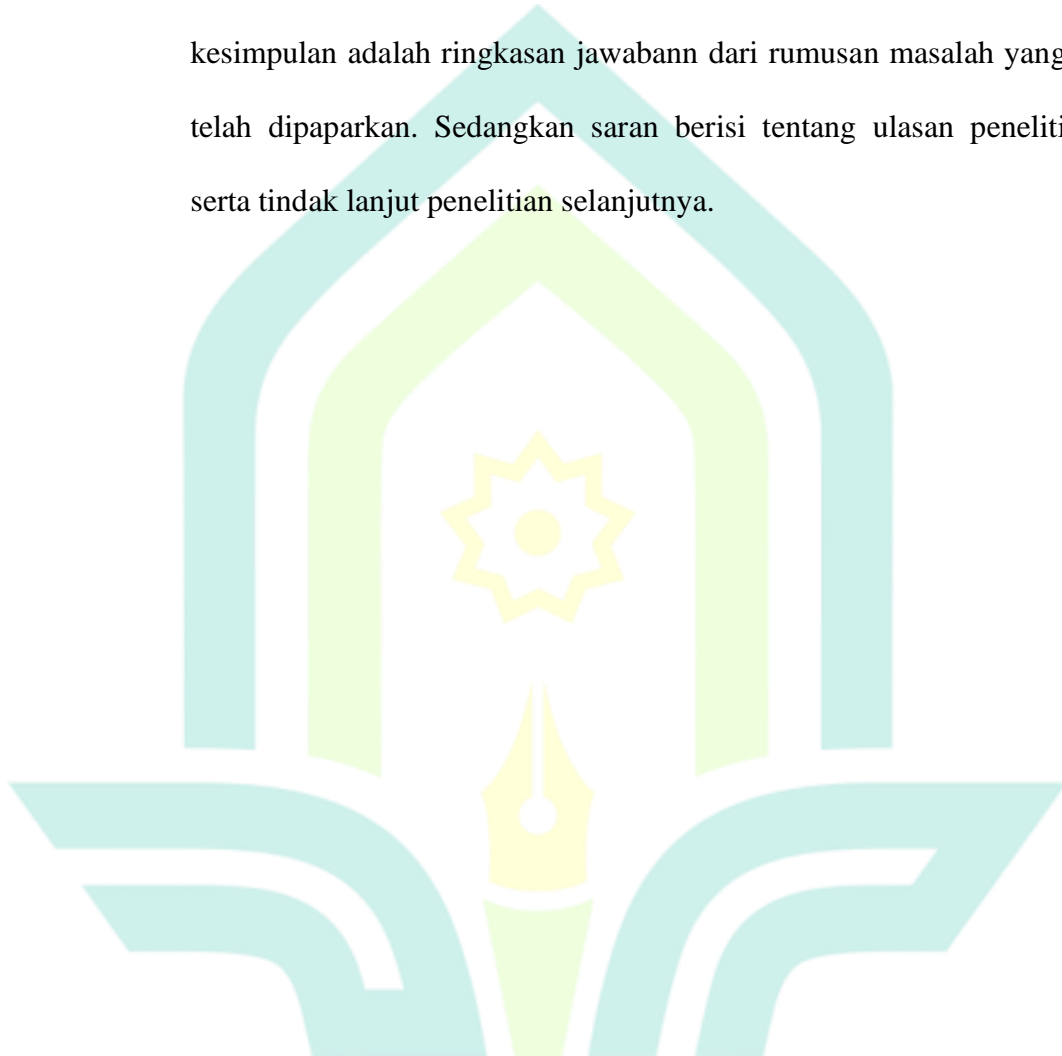 kesimpulan adalah ringkasan jawabann dari rumusan masalah yang
telah dipaparkan. Sedangkan saran berisi tentang ulasan peneliti
serta tindak lanjut penelitian selanjutnya.